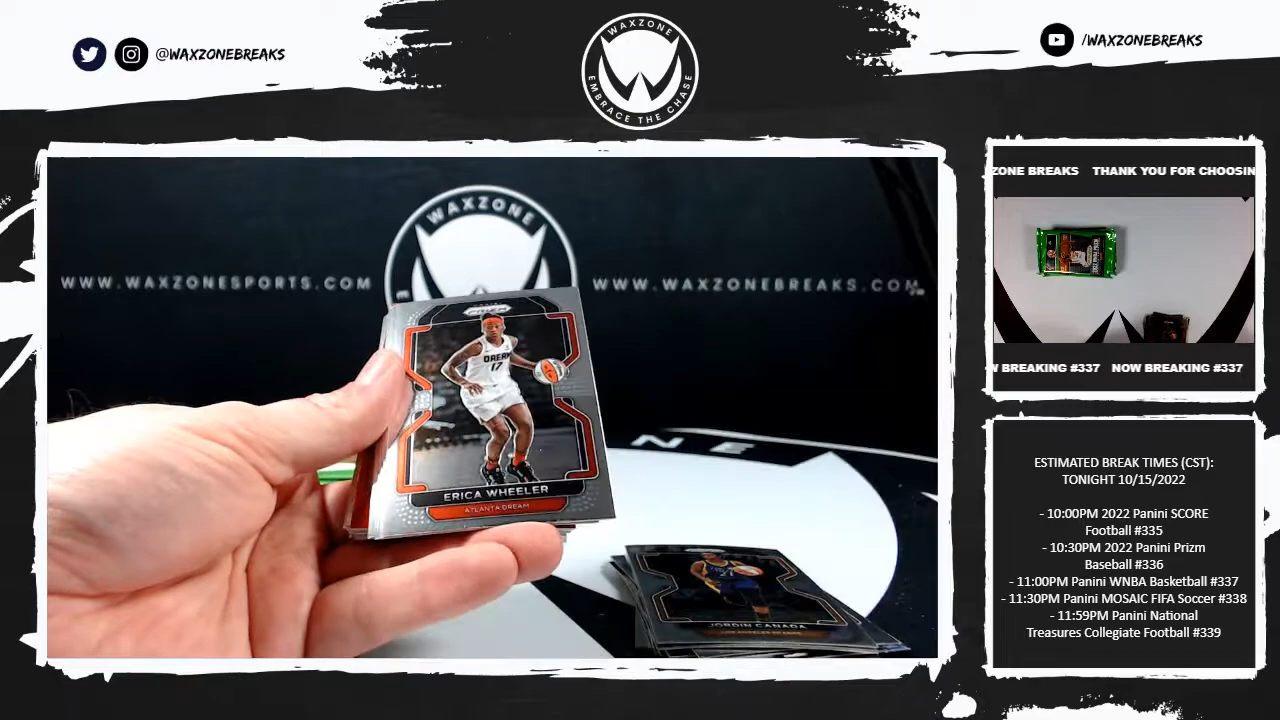 @WAXZONEBREAKS
WAXZONE
EMBRACE THE CHASE
/WAXZONEBREAKS
ZONE BREAKS THANK YOU FOR CHOOSIN
WAXZONE
WWW.WAXZONESPORTS.COM
WWW.WAXZONEBREAKS.COM
PRIZM
DREAM
17
ERICA WHEELER
ATLANTA DREAM
NE
JORDIN CANADA
LOS ANGELES SPARKS
W BREAKING #337 NOW BREAKING #337
ESTIMATED BREAK TIMES (CST):
TONIGHT 10/15/2022
- 10:00PM 2022 Panini SCORE
Football #335
- 10:30PM 2022 Panini Prizm
Baseball #336
- 11:00PM Panini WNBA Basketball #337
- 11:30PM Panini MOSAIC FIFA Soccer #338
- 11:59PM Panini National
Treasures Collegiate Football #339